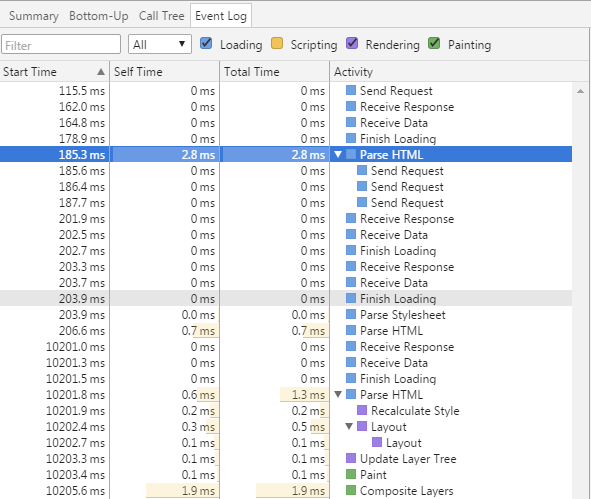 Summary Bottom-Up Call Tree Event Log
Filter All Loading Scripting Rendering Painting
Start Time Self Time Total Time Activity
115.5 ms 0 ms 0 ms Send Request
162.0 ms 0 ms 0 ms Receive Response
164.8 ms 0 ms 0 ms Receive Data
178.9 ms 0 ms 0 ms Finish Loading
185.3 ms 2.8 ms 2.8 ms Parse HTML
185.6 ms 0 ms 0 ms Send Request
186.4 ms 0 ms 0 ms Send Request
187.7 ms 0 ms 0 ms Send Request
201.9 ms 0 ms 0 ms Receive Response
202.5 ms 0 ms 0 ms Receive Data
202.7 ms 0 ms 0 ms Finish Loading
203.3 ms 0 ms 0 ms Receive Response
203.7 ms 0 ms 0 ms Receive Data
203.9 ms 0 ms 0 ms Finish Loading
203.9 ms 0.0 ms 0.0 ms Parse Stylesheet
206.6 ms 0.7 ms 0.7 ms Parse HTML
10201.0 ms 0 ms 0 ms Receive Response
10201.3 ms 0 ms 0 ms Receive Data
10201.5 ms 0 ms 0 ms Finish Loading
10201.8 ms 0.6 ms 1.3 ms Parse HTML
10201.9 ms 0.2 ms 0.2 ms Recalculate Style
10202.4 ms 0.3 ms 0.5 ms Layout
10202.7 ms 0.1 ms 0.1 ms Layout
10203.3 ms 0.1 ms 0.1 ms Update Layer Tree
10203.4 ms 0.1 ms 0.1 ms Paint
10205.6 ms 1.9 ms 1.9 ms Composite Layers